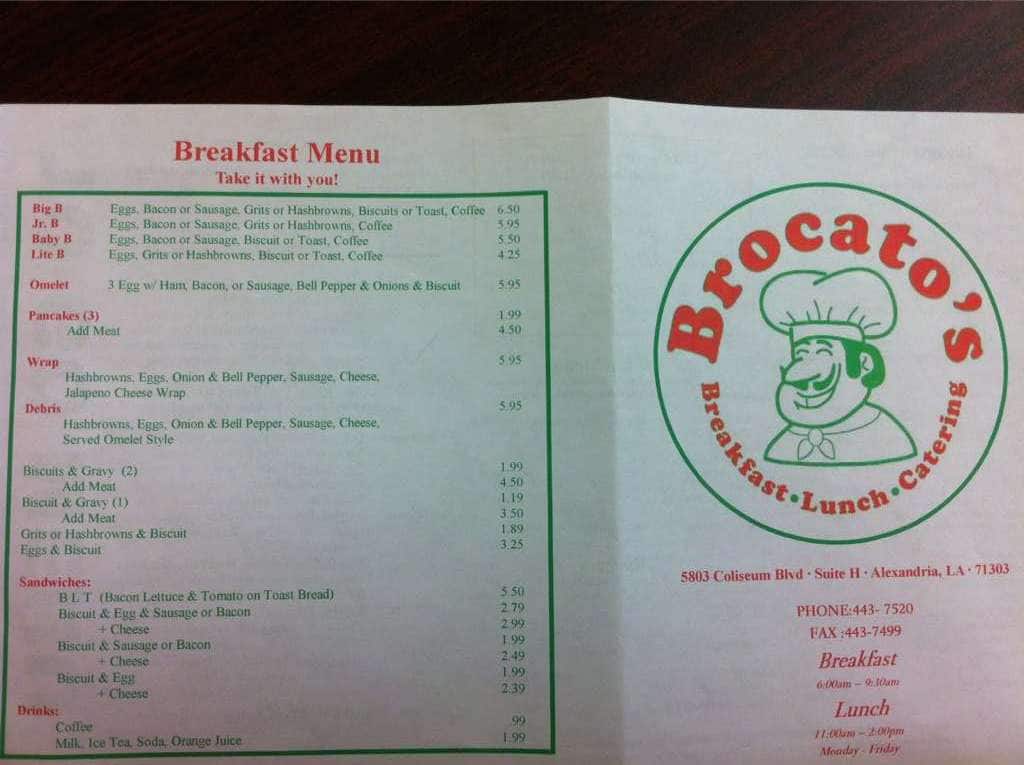 Breakfast Menu
Take it with you!
Big B Eggs, Bacon or Sausage, Grits or Hashbrowns, Biscuits or Toast, Coffee 6.50
Jr. B Eggs, Bacon or Sausage, Grits or Hashbrowns, Coffee 5.95
Baby B Eggs, Bacon or Sausage, Biscuit or Toast, Coffee 5.50
Lite B Eggs, Grits or Hashbrowns, Biscuit or Toast, Coffee 4.25
Omelet 3 Egg w/ Ham, Bacon, or Sausage, Bell Pepper & Onions & Biscuit 5.95
Pancakes (3) 1.99
Add Meat 4.50
Wrap 5.95
Hashbrowns, Eggs, Onion & Bell Pepper, Sausage, Cheese,
Jalapeno Cheese Wrap
Debris 5.95
Hashbrowns, Eggs, Onion & Bell Pepper, Sausage, Cheese,
Served Omelet Style
Biscuits & Gravy (2) 1.99
Add Meat 4.50
Biscuit & Gravy (1) 1.19
Add Meat 3.50
Grits or Hashbrowns & Biscuit 1.89
Eggs & Biscuit 3.25
Sandwiches:
B L T (Bacon Lettuce & Tomato on Toast Bread) 5.50
Biscuit & Egg & Sausage or Bacon 2.79
+ Cheese 2.99
Biscuit & Sausage or Bacon 1.99
+ Cheese 2.49
Biscuit & Egg 1.99
+ Cheese 2.39
Drinks:
Coffee .99
Milk, Ice Tea, Soda, Orange Juice 1.99
Brocato's
Breakfast • Lunch • Catering
5803 Coliseum Blvd · Suite H · Alexandria, LA · 71303
PHONE:443- 7520
FAX :443-7499
Breakfast
6:00am – 9:30am
Lunch
11:00am – 2:00pm
Monday - Friday